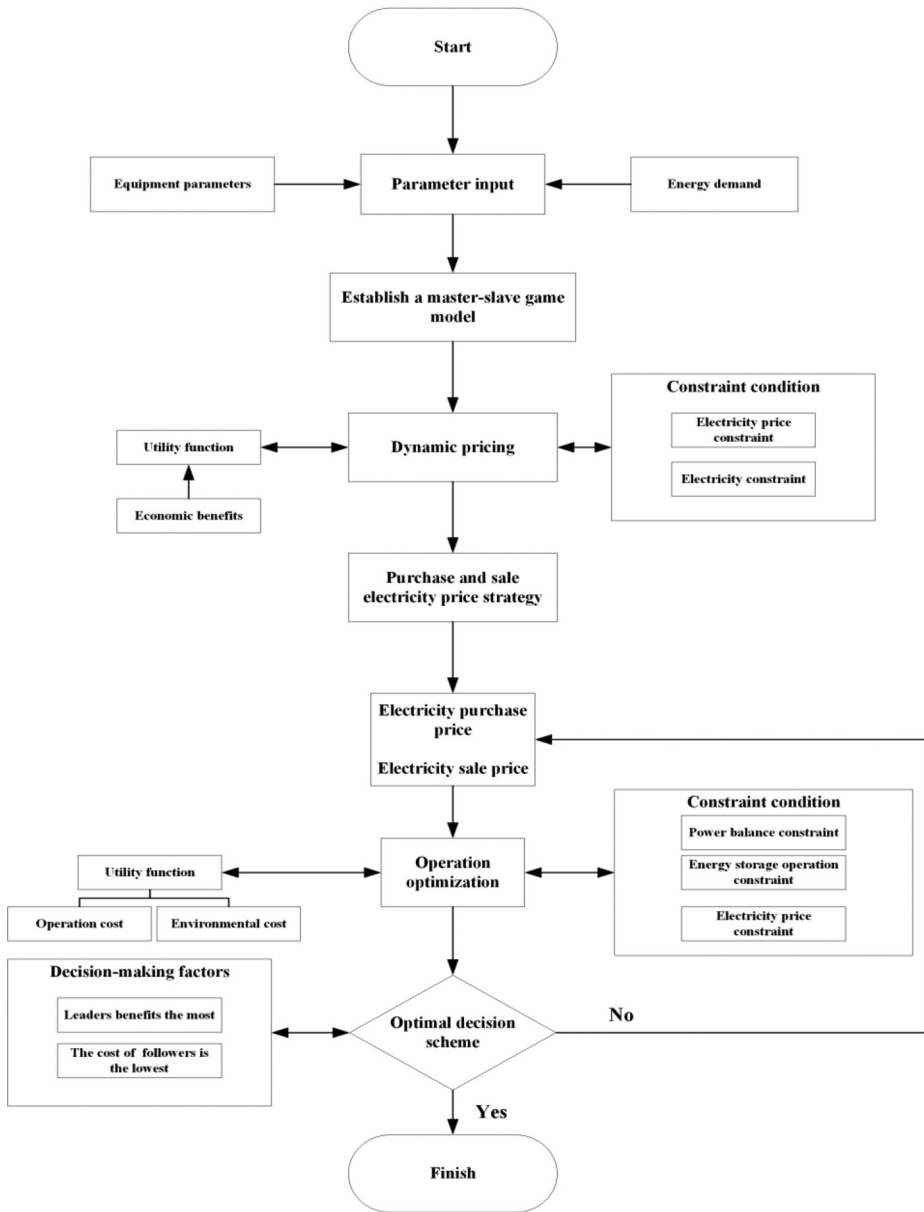 Start
Equipment parameters
Parameter input
Energy demand
Establish a master-slave game
model
Constraint condition
Electricity price
constraint
Utility function
Dynamic pricing
Electricity constraint
Economic benefits
Purchase and sale
electricity price strategy
Electricity purchase
price
Electricity sale price
Constraint condition
Power balance constraint
Utility function
Operation
optimization
Energy storage operation
constraint
Operation cost
Environmental cost
Electricity price
constraint
Decision-making factors
Leaders benefits the most
The cost of followers is
the lowest
Optimal decision
scheme
No
Yes
Finish